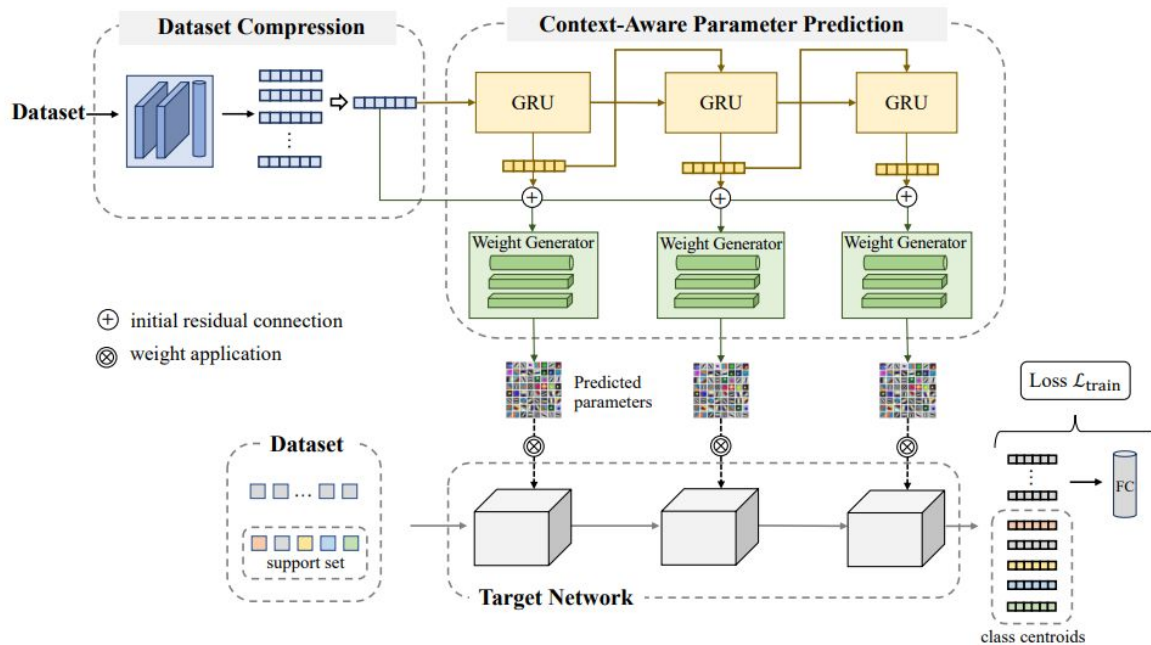 Dataset Compression
Context-Aware Parameter Prediction
Dataset
GRU
GRU
GRU
Weight Generator
Weight Generator
Weight Generator
initial residual connection
weight application
Predicted
parameters
Loss ℒtrain
Dataset
...
support set
FC
Target Network
class centroids